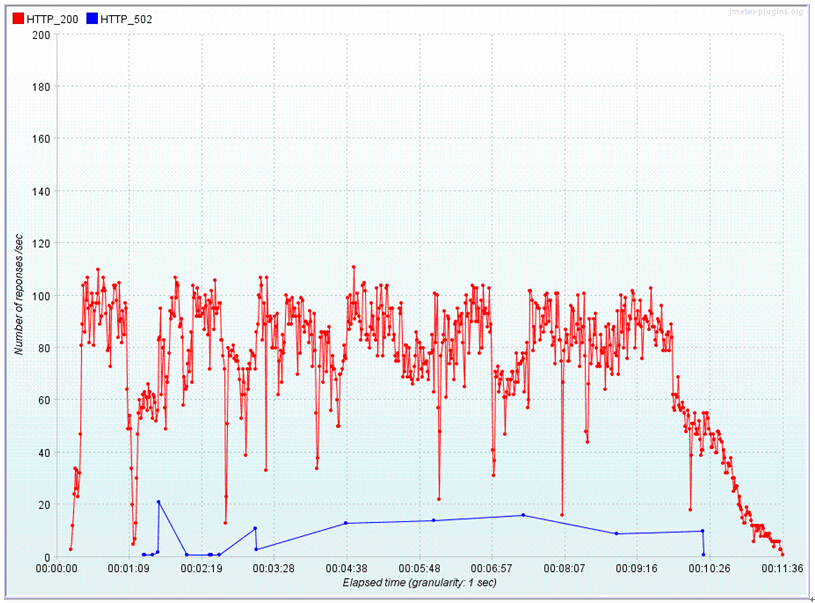 HTTP_200 HTTP_502
jmeter-plugins.org
200
180
160
140
120
100
80
60
40
20
0
Number of reponses /sec
00:00:00 00:01:09 00:02:19 00:03:28 00:04:38 00:05:48 00:06:57 00:08:07 00:09:16 00:10:26 00:11:36
Elapsed time (granularity: 1 sec)